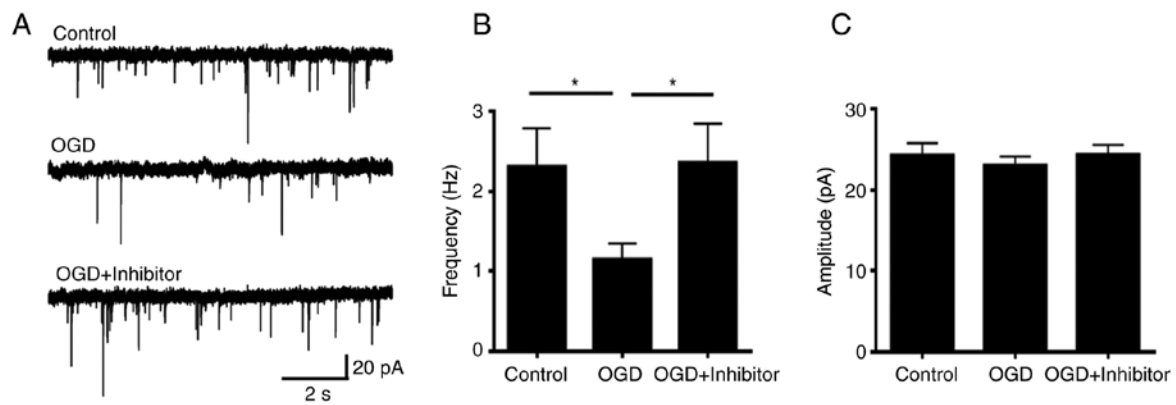 A
Control
OGD
OGD+Inhibitor
20 pA
2 s
B
*
*
Frequency (Hz)
3
2
1
0
Control
OGD
OGD+Inhibitor
C
Amplitude (pA)
30
20
10
0
Control
OGD
OGD+Inhibitor